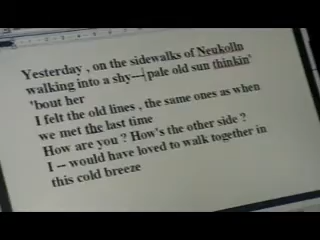 Yesterday , on the sidewalks of Neukolln
walking into a shy--pale old sun thinkin'
'bout her
I felt the old lines , the same ones as when
we met the last time
How are you ? How's the other side ?
I -- would have loved to walk together in
this cold breeze